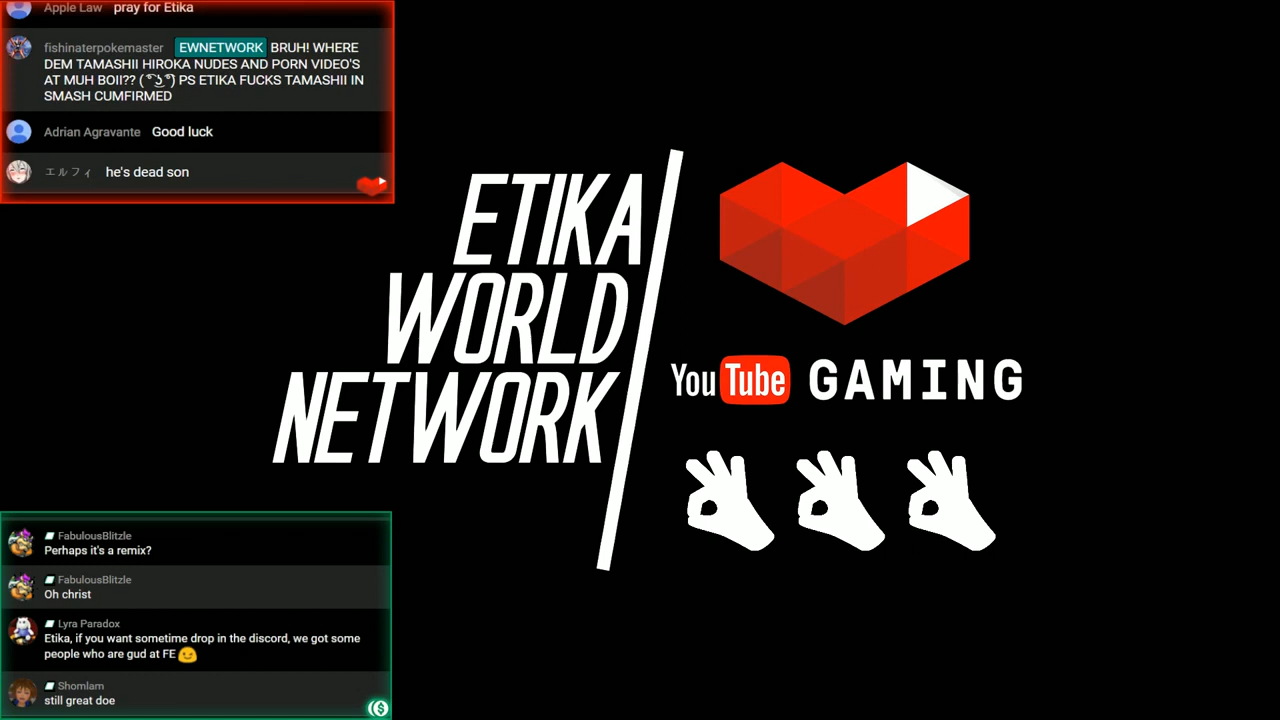 Apple Law pray for Etika
fishinaterpokemaster EWNETWORK BRUH! WHERE
DEM TAMASHII HIROKA NUDES AND PORN VIDEO'S
AT MUH BOII?? ( ͡° ͜ʖ ͡°) PS ETIKA FUCKS TAMASHII IN
SMASH CUMFIRMED
Adrian Agravante Good luck
エルフィ he's dead son
ETIKA
WORLD
NETWORK
YouTube GAMING
FabulousBlitzle
Perhaps it's a remix?
FabulousBlitzle
Oh christ
Lyra Paradox
Etika, if you want sometime drop in the discord, we got some
people who are gud at FE 😉
Shomlam
still great doe